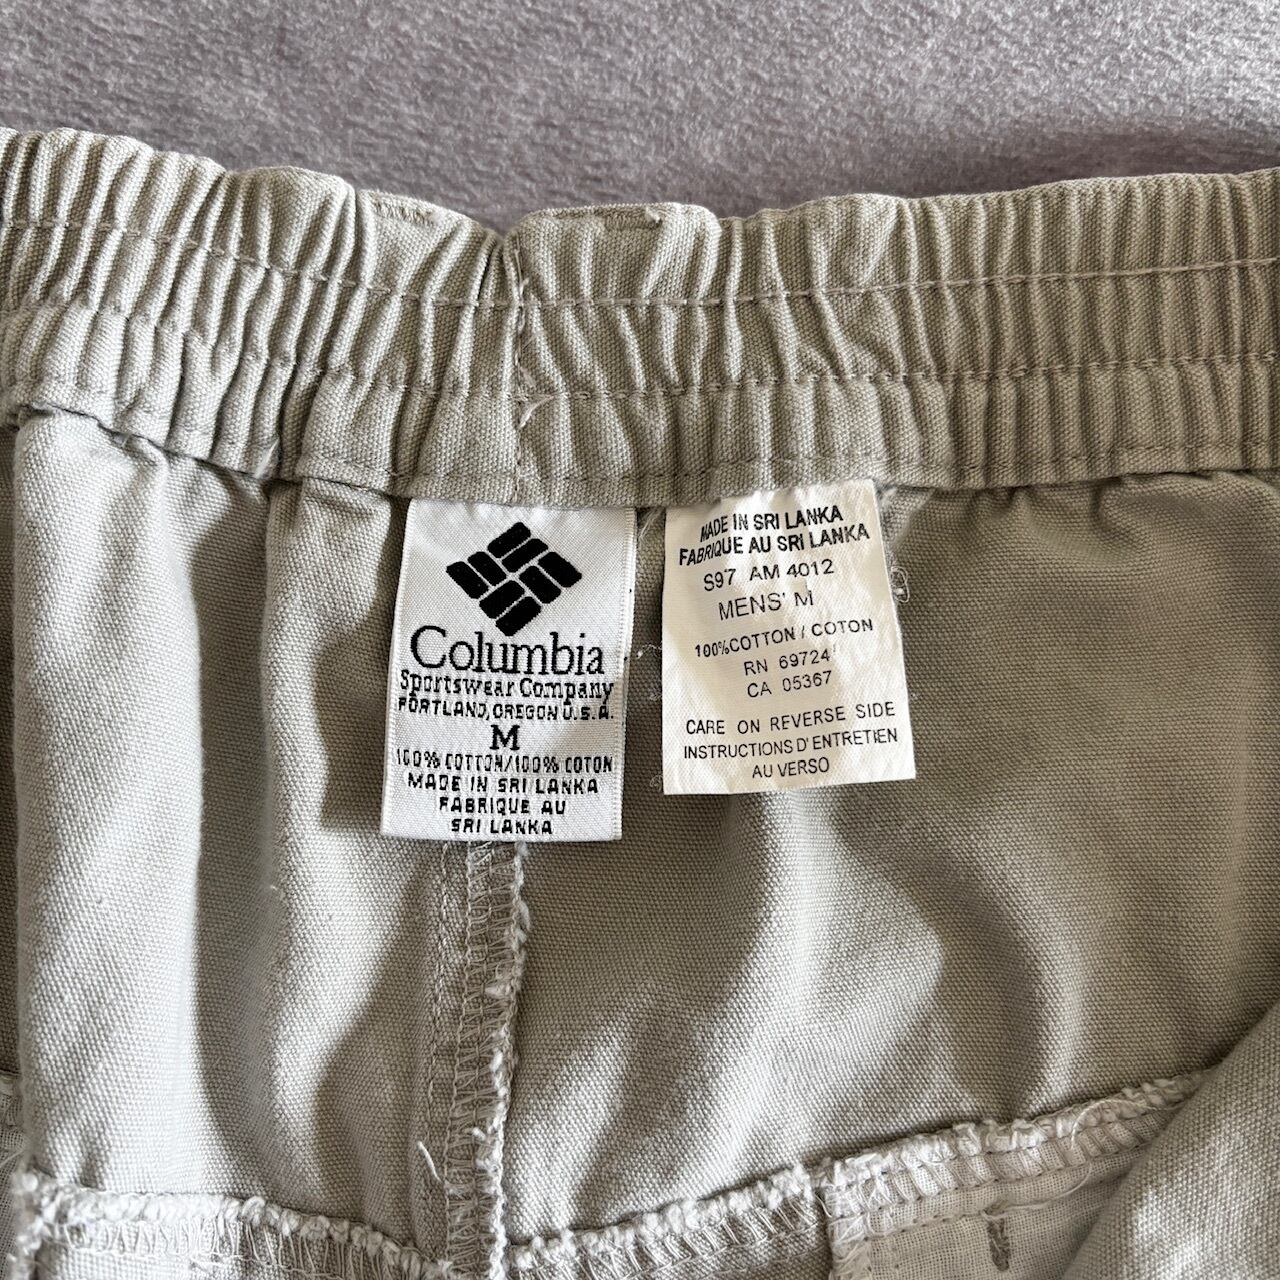 Columbia
Sportswear Company
PORTLAND, OREGON U.S.A.
M
100% COTTON/100% COTON
MADE IN SRI LANKA
FABRIQUE AU
SRI LANKA
MADE IN SRI LANKA
FABRIQUE AU SRI LANKA
S97 AM 4012
MENS' M
100%COTTON / COTON
RN 69724
CA 05367
CARE ON REVERSE SIDE
INSTRUCTIONS D'ENTRETIEN
AU VERSO